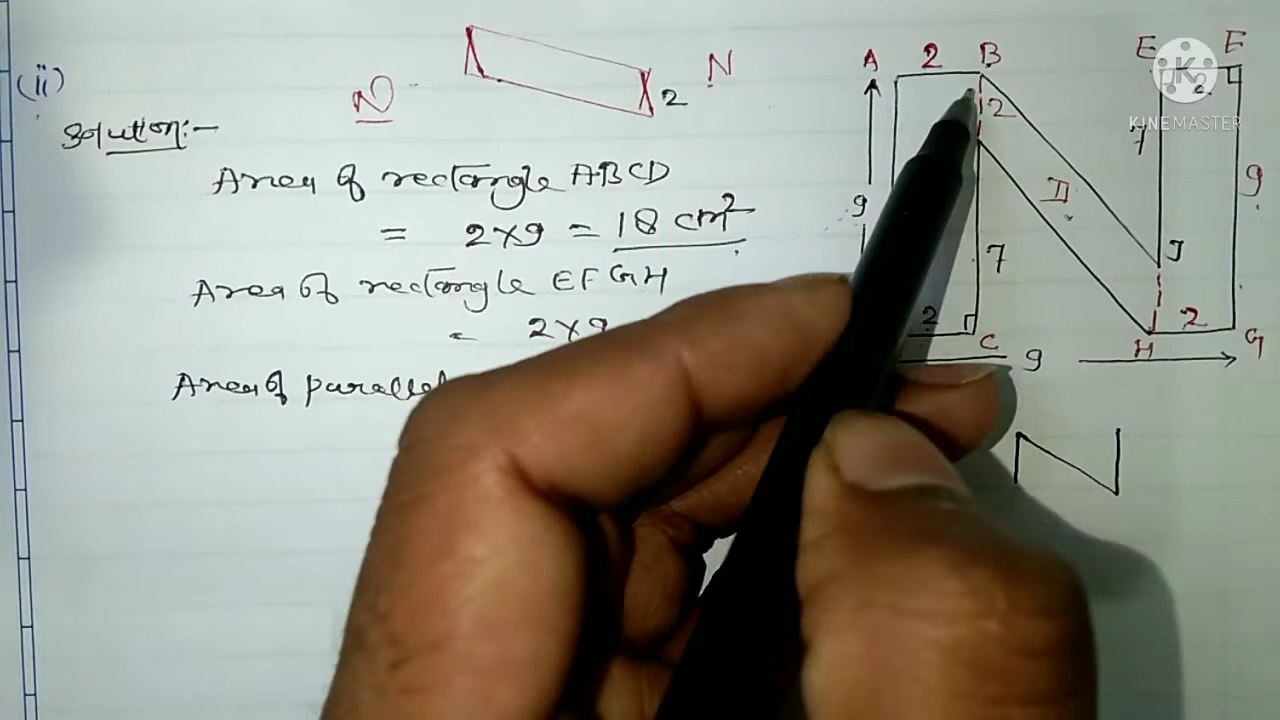 (ii)
Solution:-
N
2
N
Area of rectangle ABCD
= 2×9 = 18 cm²
Area of rectangle EFGH
= 2×9
Area of parallel
A 2 B
2
9
7
2
C
9
II
E F
2
7
9
J
2
H
G
N
K
KINEMASTER